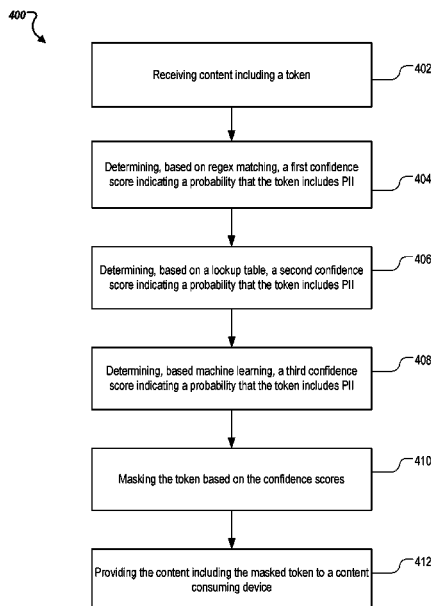 400
Receiving content including a token
402
Determining, based on regex matching, a first confidence
score indicating a probability that the token includes PII
404
Determining, based on a lookup table, a second confidence
score indicating a probability that the token includes PII
406
Determining, based machine learning, a third confidence
score indicating a probability that the token includes PII
408
Masking the token based on the confidence scores
410
Providing the content including the masked token to a content
consuming device
412